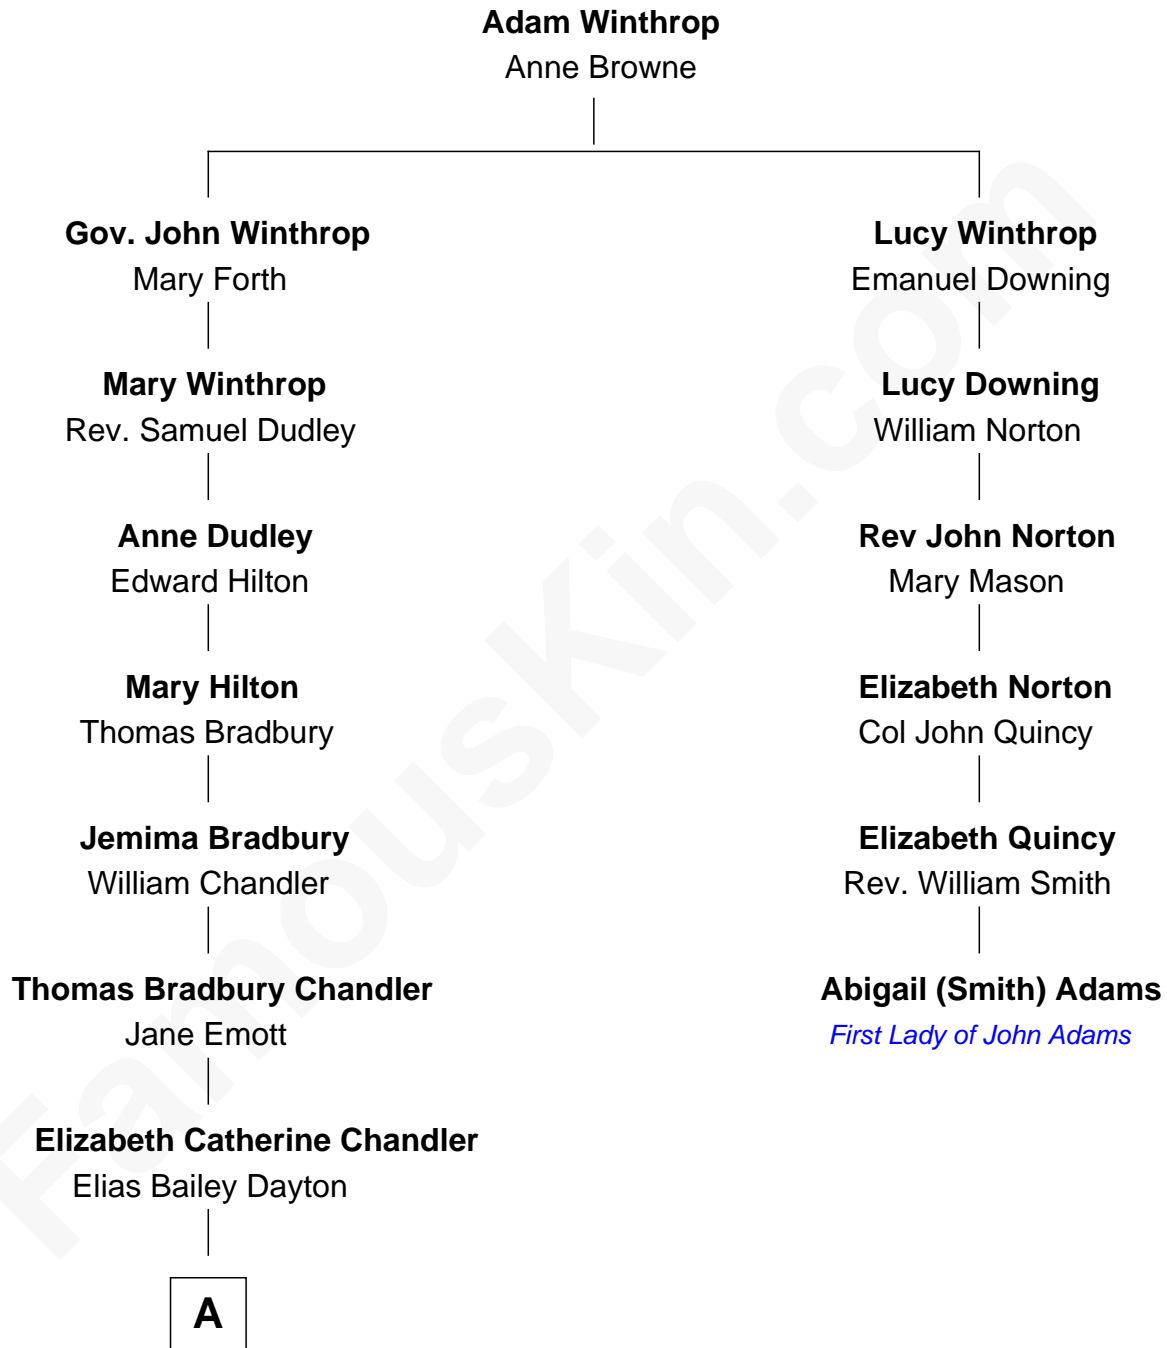 Adam Winthrop
Anne Browne
Gov. John Winthrop
Mary Forth
Lucy Winthrop
Emanuel Downing
Mary Winthrop
Rev. Samuel Dudley
Lucy Downing
William Norton
Anne Dudley
Edward Hilton
Rev John Norton
Mary Mason
Mary Hilton
Thomas Bradbury
Elizabeth Norton
Col John Quincy
Jemima Bradbury
William Chandler
Elizabeth Quincy
Rev. William Smith
Thomas Bradbury Chandler
Jane Emott
Abigail (Smith) Adams
First Lady of John Adams
Elizabeth Catherine Chandler
Elias Bailey Dayton
A
FamousKin.com